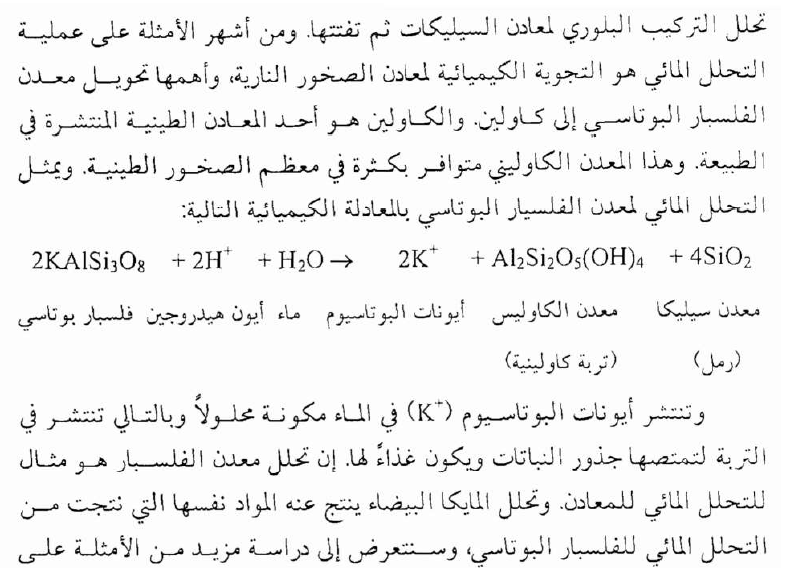 تحلل التركيب البلوري لمعادن السيليكات ثم تفتتها. ومن أشهر الأمثلة على عملية
التحلل المائي هو التجوية الكيميائية لمعادن الصخور النارية، وأهمها تحويل معدن
الفلسبار البوتاسي إلى كاولين. والكاولين هو أحد المعادن الطينية المنتشرة في
الطبيعة. وهذا المعدن الكاوليني متوافر بكثرة في معظم الصخور الطينية. ويمثل
التحلل المائي لمعدن الفلسبار البوتاسي بالمعادلة الكيميائية التالية:
2KAlSi₃O₈ + 2H⁺ + H₂O → 2K⁺ + Al₂Si₂O₅(OH)₄ + 4SiO₂
معدن سيليكا معدن الكاوليس أيونات البوتاسيوم ماء أيون هيدروجين فلسبار بوتاسي
(رمل) (تربة كاولينية)
وتنتشر أيونات البوتاسيوم (K⁺) في الماء مكونة محلولاً وبالتالي تنتشر في
التربة لتمتصها جذور النباتات ويكون غذاءً لها. إن تحلل معدن الفلسبار هو مثال
للتحلل المائي للمعادن. وتحلل المايكا البيضاء ينتج عنه المواد نفسها التي نتجت من
التحلل المائي للفلسبار البوتاسي، وسنتعرض إلى دراسة مزيد من الأمثلة على